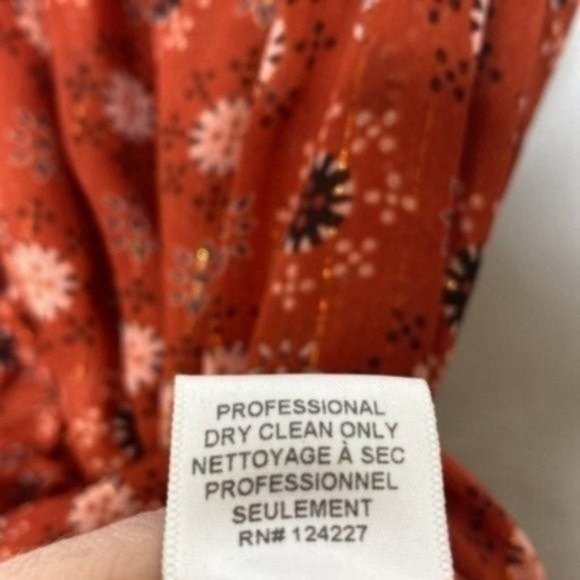 PROFESSIONAL
DRY CLEAN ONLY
NETTOYAGE À SEC
PROFESSIONNEL
SEULEMENT
RN# 124227